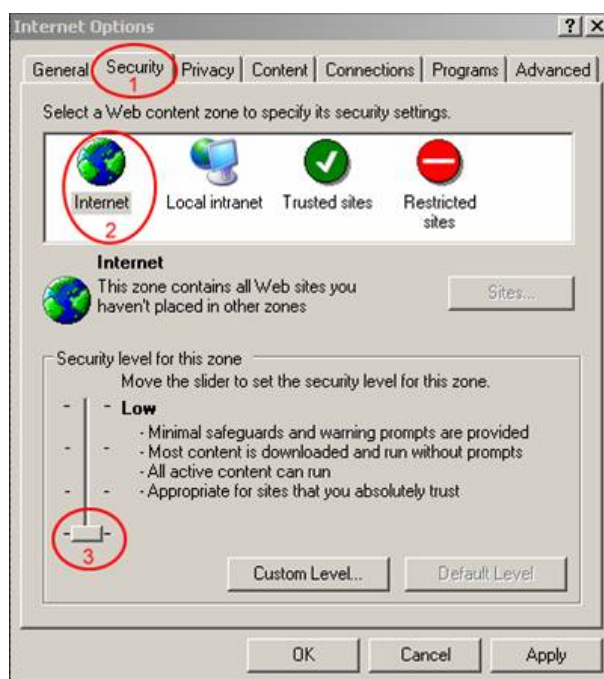 Internet Options
? X
General Security Privacy Content Connections Programs Advanced
1
Select a Web content zone to specify its security settings.
Internet Local intranet Trusted sites Restricted
sites
2
Internet
This zone contains all Web sites you
haven't placed in other zones
Sites...
Security level for this zone
Move the slider to set the security level for this zone.
Low
- Minimal safeguards and warning prompts are provided
- Most content is downloaded and run without prompts
- All active content can run
- Appropriate for sites that you absolutely trust
3
Custom Level... Default Level
OK Cancel Apply